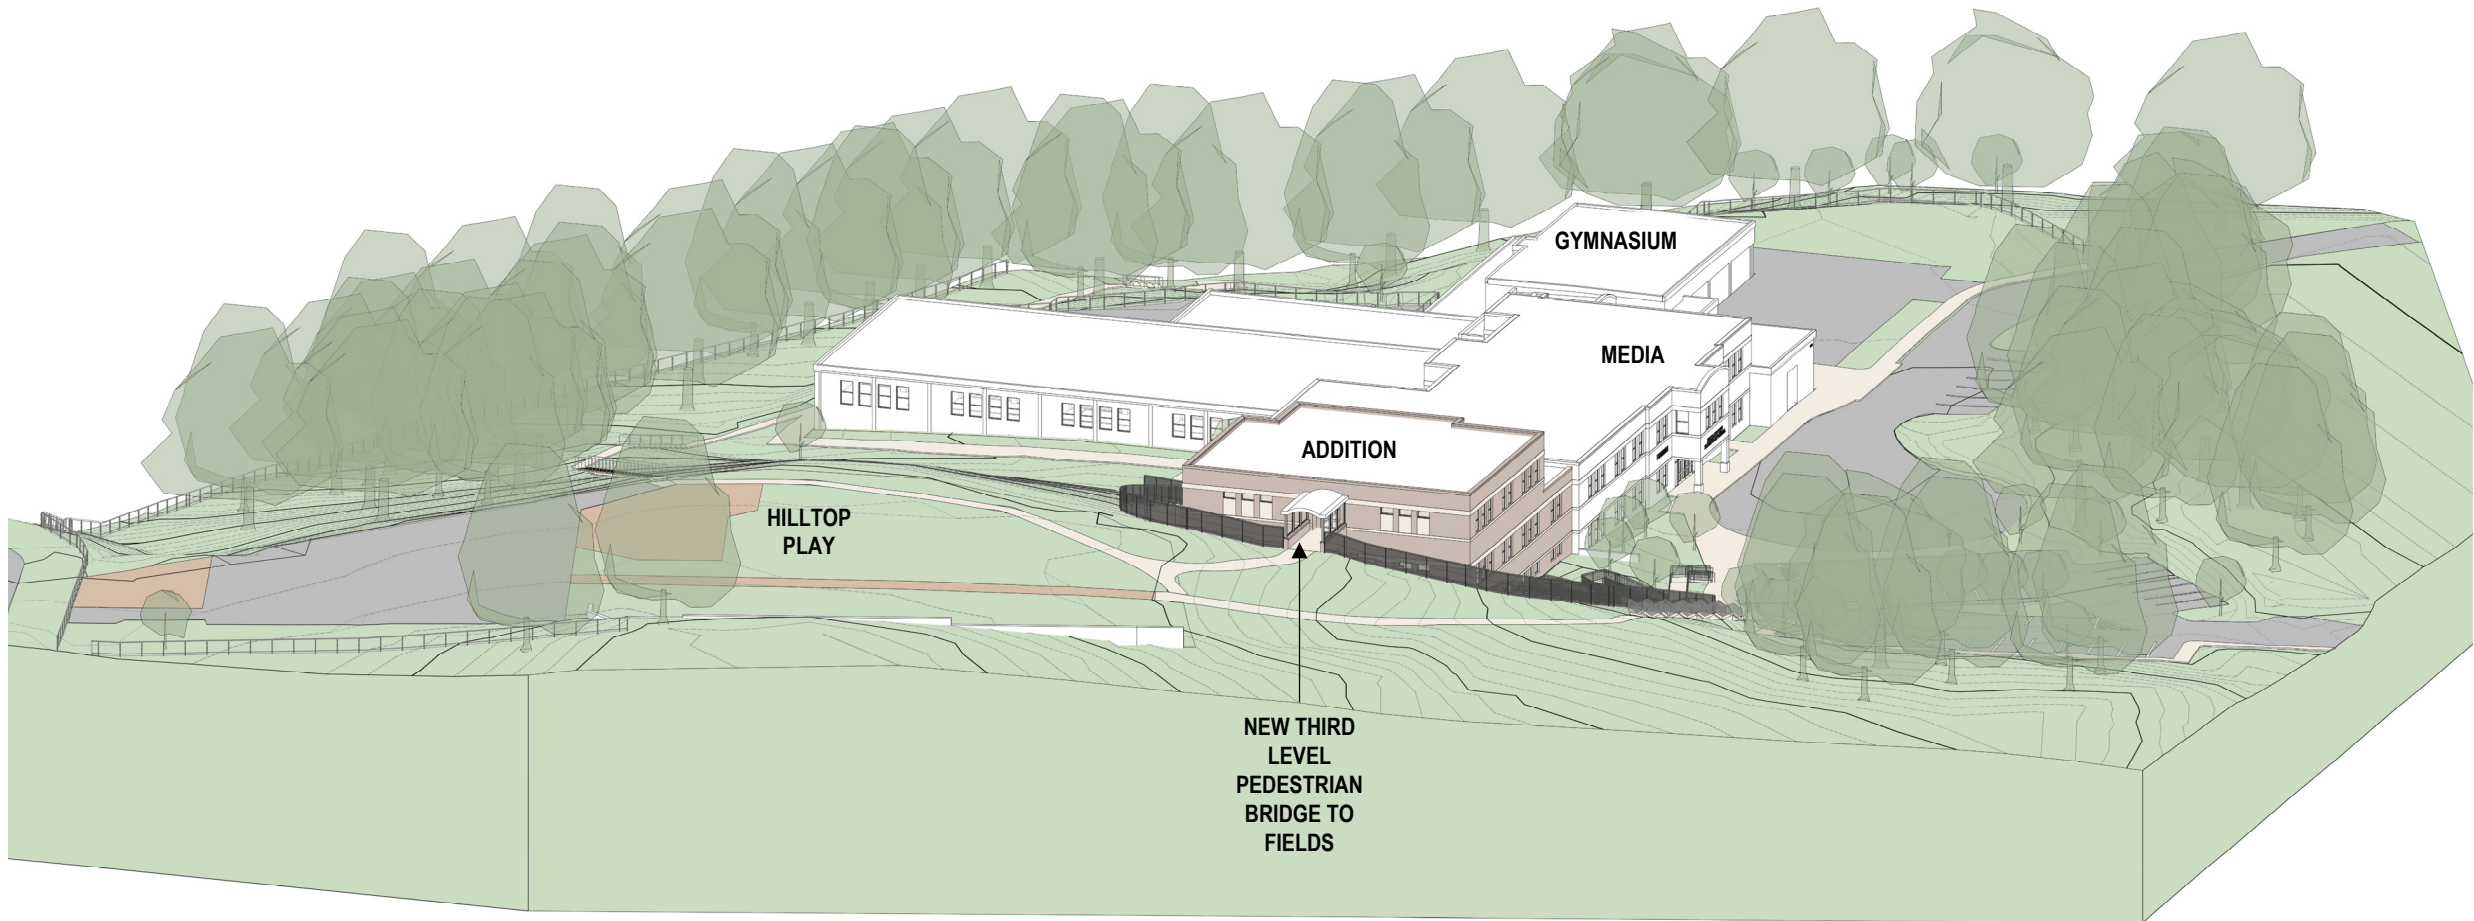 GYMNASIUM
MEDIA
ADDITION
HILLTOP
PLAY
NEW THIRD
LEVEL
PEDESTRIAN
BRIDGE TO
FIELDS